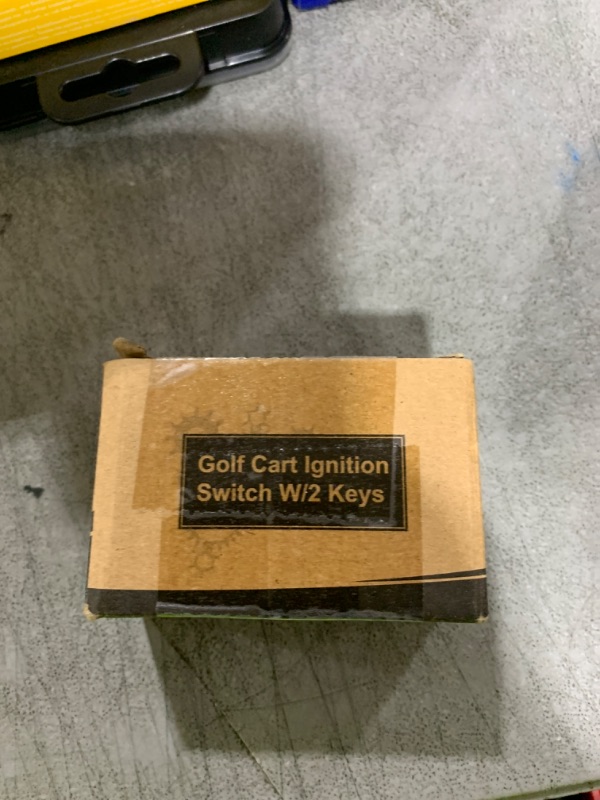 Golf Cart Ignition
Switch W/2 Keys